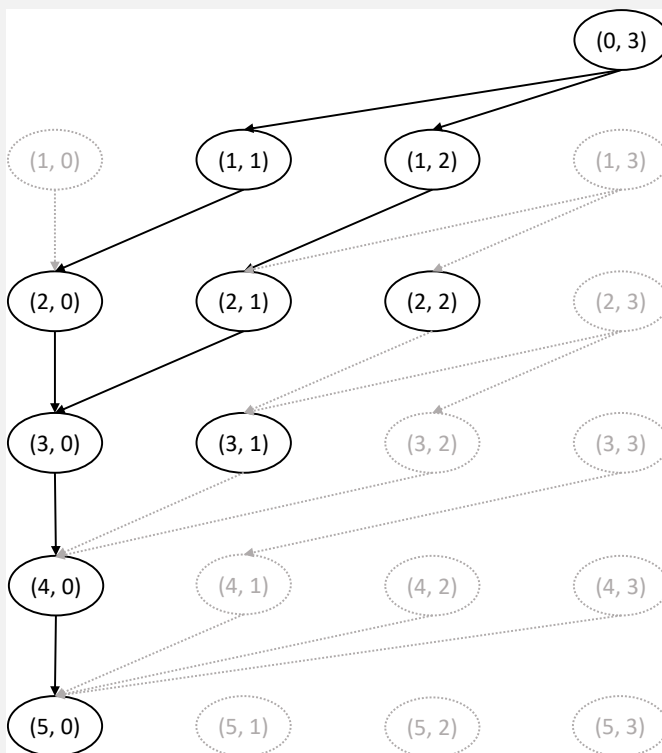 (0, 3)
(1, 0) (1, 1) (1, 2) (1, 3)
(2, 0) (2, 1) (2, 2) (2, 3)
(3, 0) (3, 1) (3, 2) (3, 3)
(4, 0) (4, 1) (4, 2) (4, 3)
(5, 0) (5, 1) (5, 2) (5, 3)